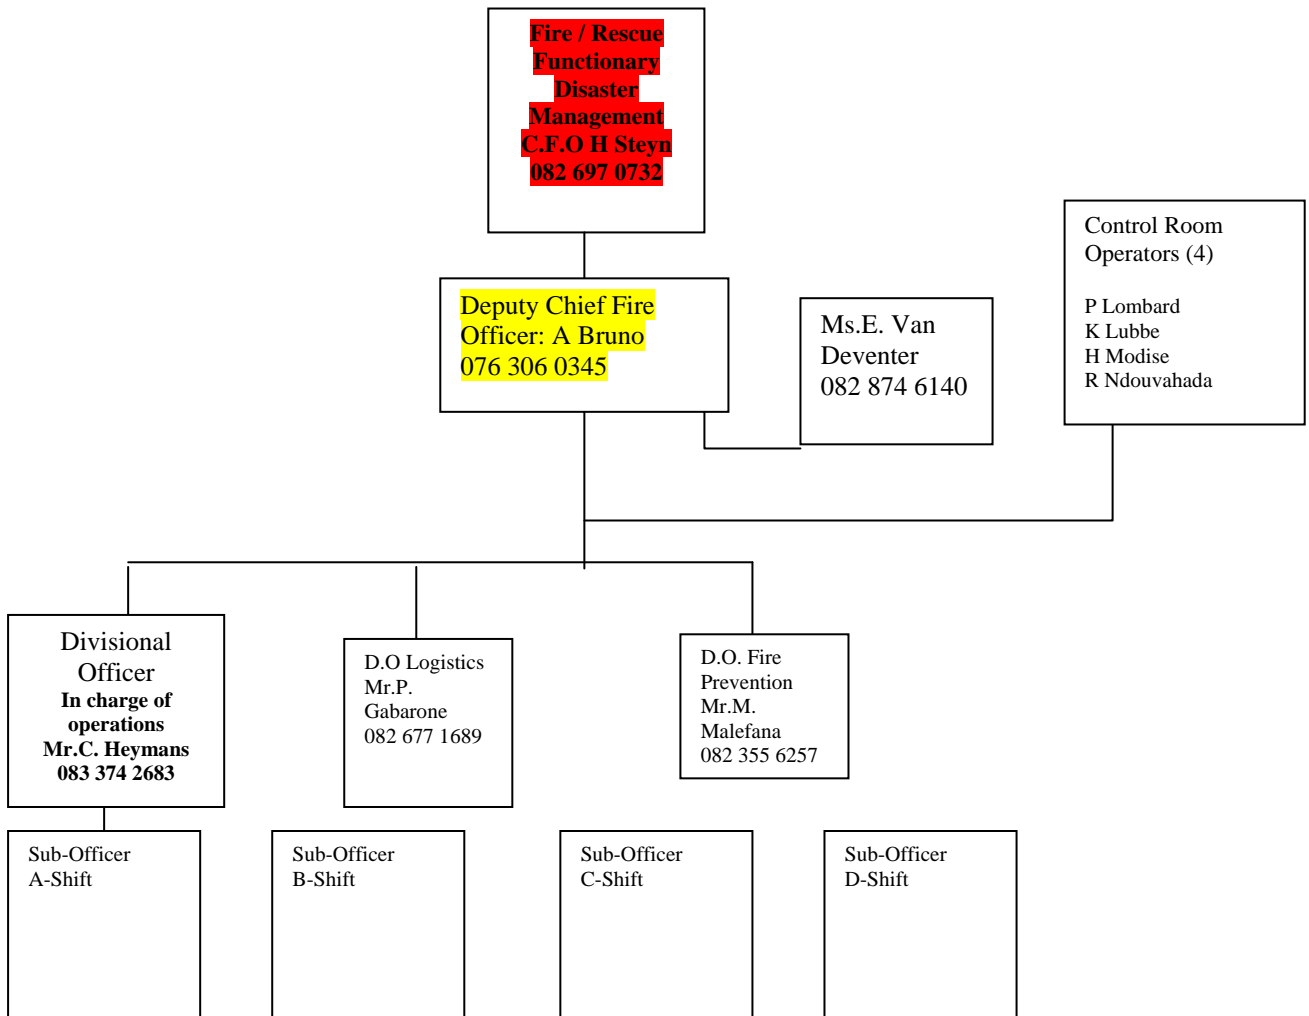 Fire / Rescue
Functionary
Disaster
Management
C.F.O H Steyn
082 697 0732
Control Room
Operators (4)
P Lombard
K Lubbe
H Modise
R Ndouvahada
Deputy Chief Fire
Officer: A Bruno
076 306 0345
Ms.E. Van
Deventer
082 874 6140
Divisional
Officer
In charge of
operations
Mr.C. Heymans
083 374 2683
D.O Logistics
Mr.P.
Gabarone
082 677 1689
D.O. Fire
Prevention
Mr.M.
Malefana
082 355 6257
Sub-Officer
A-Shift
Sub-Officer
B-Shift
Sub-Officer
C-Shift
Sub-Officer
D-Shift